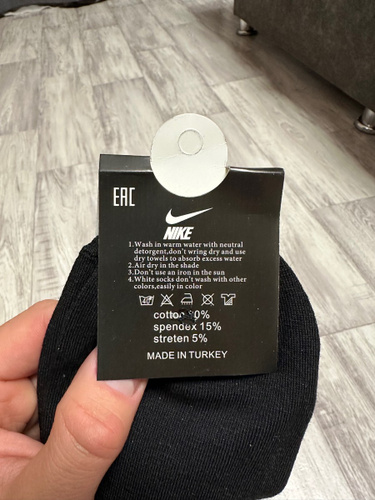 EAC
NIKE
1.Wash in warm water with neutral
detorgent,don't wring dry and use
dry towels to absorb excess water
2.Air dry in the shade
3.Don't use an iron in the sun
4.White socks don't wash with other
colors,easily in color
spendex 15%
streten 5%
MADE IN TURKEY